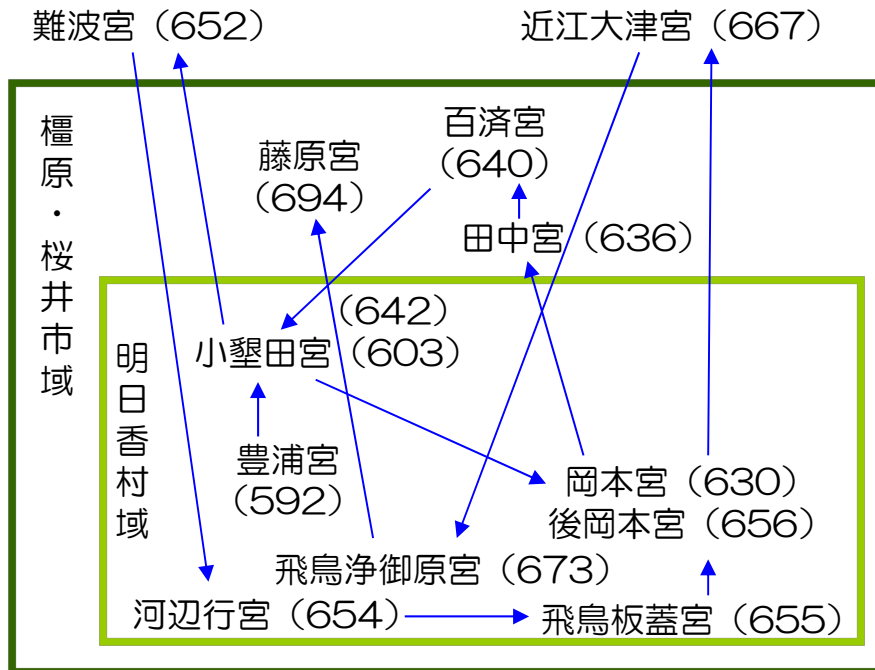 難波宮（652）
近江大津宮（667）
橿原・桜井市域
百済宮
（640）
藤原宮
（694）
田中宮（636）
明日香村域
（642）
小墾田宮（603）
豊浦宮
（592）
岡本宮（630）
後岡本宮（656）
飛鳥浄御原宮（673）
河辺行宮（654）
飛鳥板蓋宮（655）